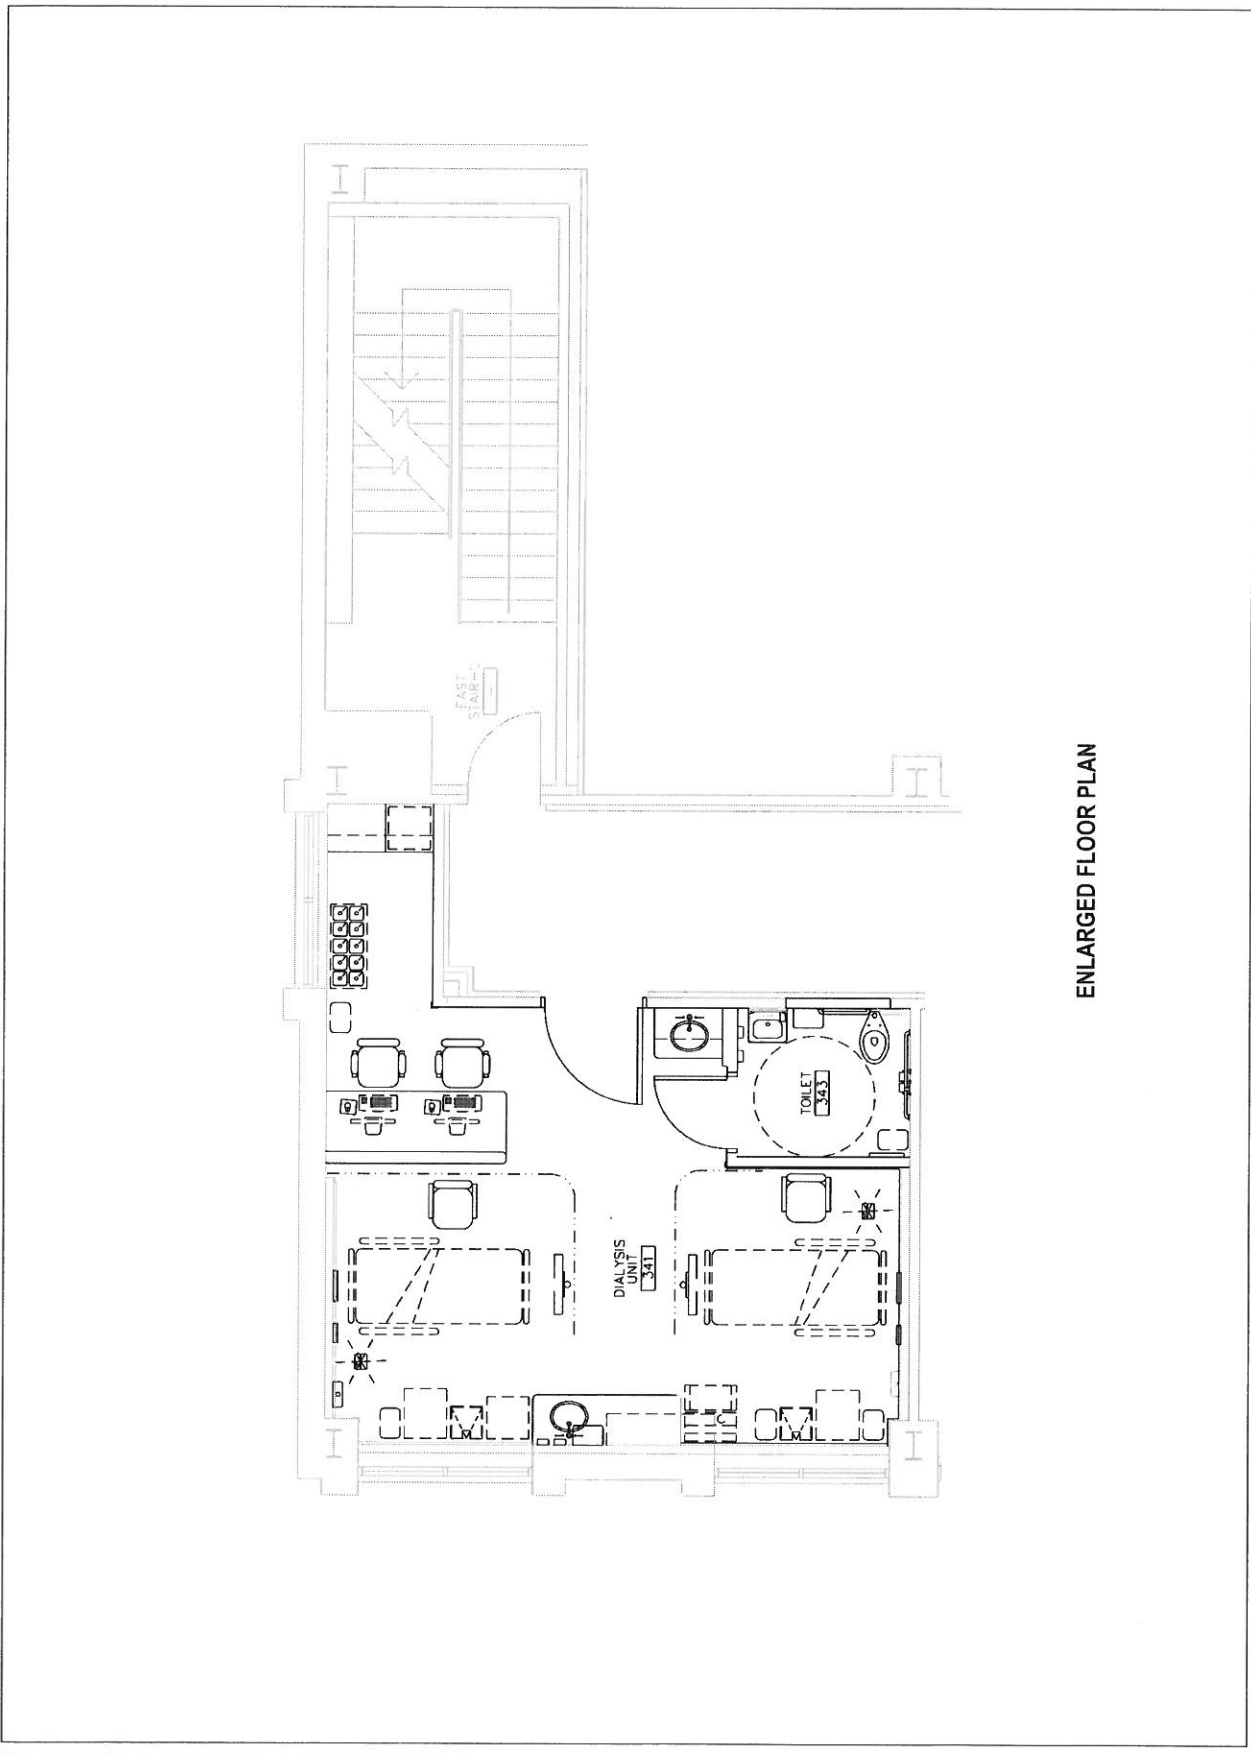 EAST
STAIR-C
-
TOILET
343
DIALYSIS
UNIT
341
ENLARGED FLOOR PLAN